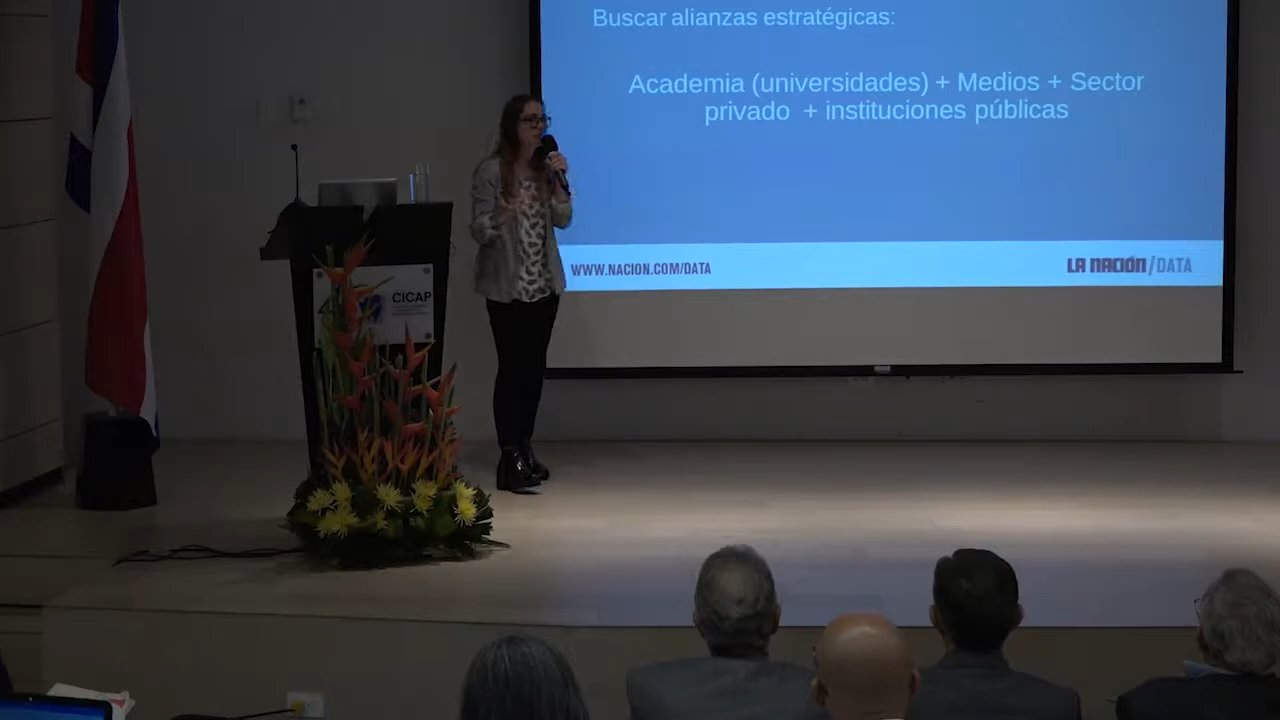 Buscar alianzas estratégicas:
Academia (universidades) + Medios + Sector
privado + instituciones públicas
WWW.NACION.COM/DATA
LA NACIÓN/DATA
CICAP